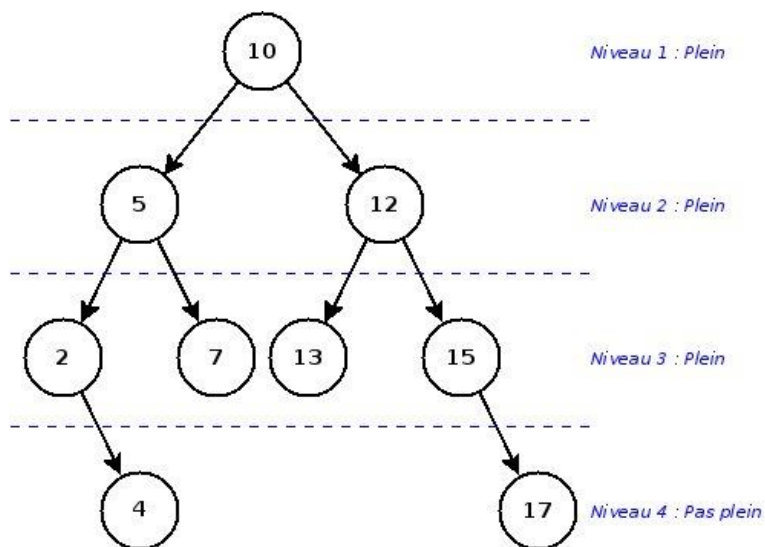 10 Niveau 1 : Plein
5 12 Niveau 2 : Plein
2 7 13 15 Niveau 3 : Plein
4 17 Niveau 4 : Pas plein